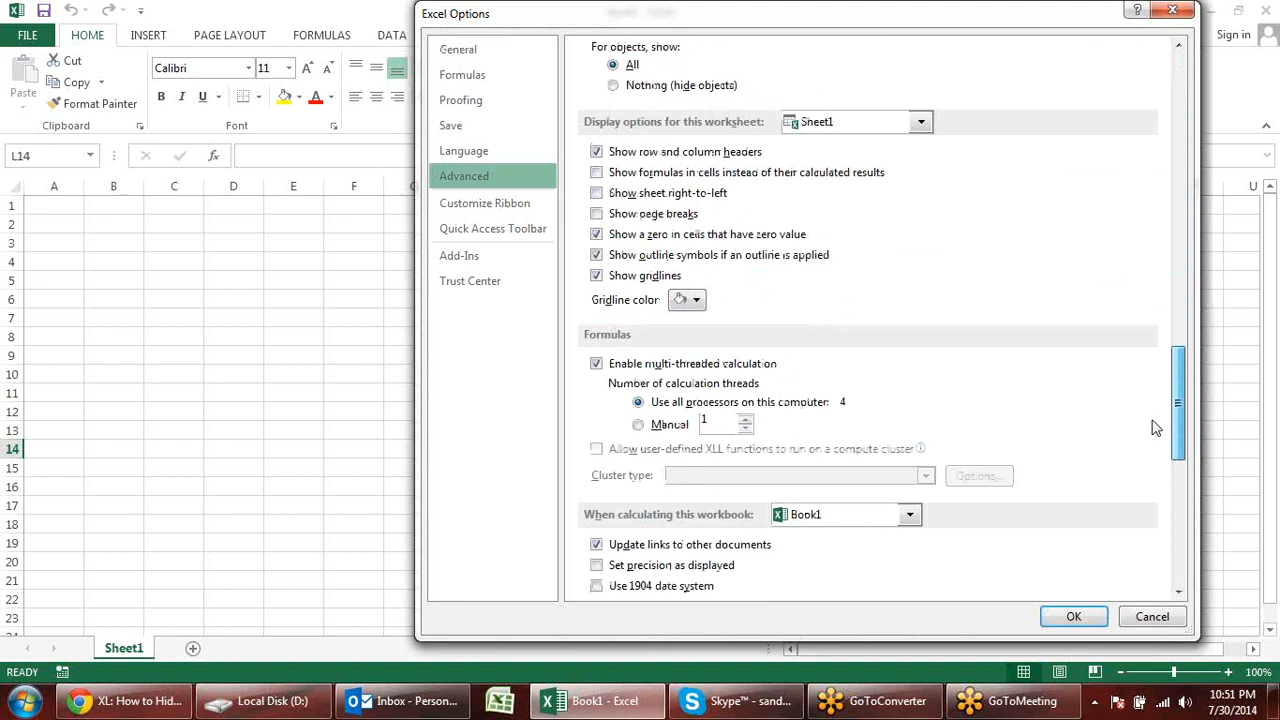 Excel Options
Sign in
FILE
HOME
INSERT
PAGE LAYOUT
FORMULAS
DATA
Paste
Cut
Copy
Format Painter
Calibri
11
B I U
A
Clipboard
Font
L14
fx
A B C D E F
U
1
2
3
4
5
6
7
8
9
10
11
12
13
14
15
16
17
18
19
20
21
22
23
General
Formulas
Proofing
Save
Language
Advanced
Customize Ribbon
Quick Access Toolbar
Add-Ins
Trust Center
For objects, show:
All
Nothing (hide objects)
Display options for this worksheet: Sheet1
Show row and column headers
Show formulas in cells instead of their calculated results
Show sheet right-to-left
Show page breaks
Show a zero in cells that have zero value
Show outline symbols if an outline is applied
Show gridlines
Gridline color
Formulas
Enable multi-threaded calculation
Number of calculation threads
Use all processors on this computer: 4
Manual 1
Allow user-defined XLL functions to run on a compute cluster
Cluster type: Options...
When calculating this workbook: Book1
Update links to other documents
Set precision as displayed
Use 1904 date system
OK
Cancel
Sheet1
READY
100%
XL: How to Hid...
Local Disk (D:)
Inbox - Person...
Book1 - Excel
Skype™ - sand...
GoToConverter
GoToMeeting
10:51 PM
7/30/2014